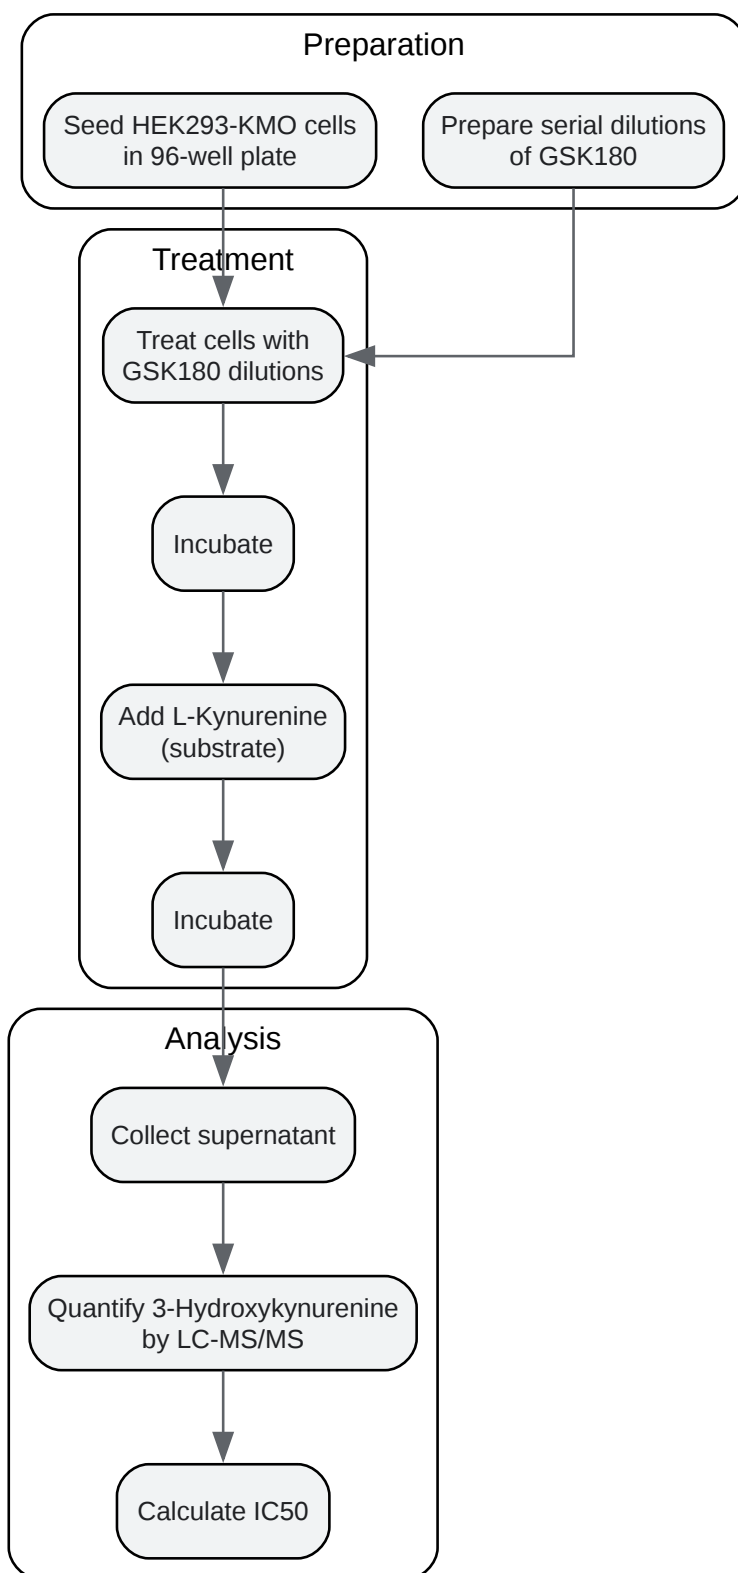 Preparation
Seed HEK293-KMO cells
in 96-well plate
Prepare serial dilutions
of GSK180
Treatment
Treat cells with
GSK180 dilutions
Incubate
Add L-Kynurenine
(substrate)
Incubate
Analysis
Collect supernatant
Quantify 3-Hydroxykynurenine
by LC-MS/MS
Calculate IC50